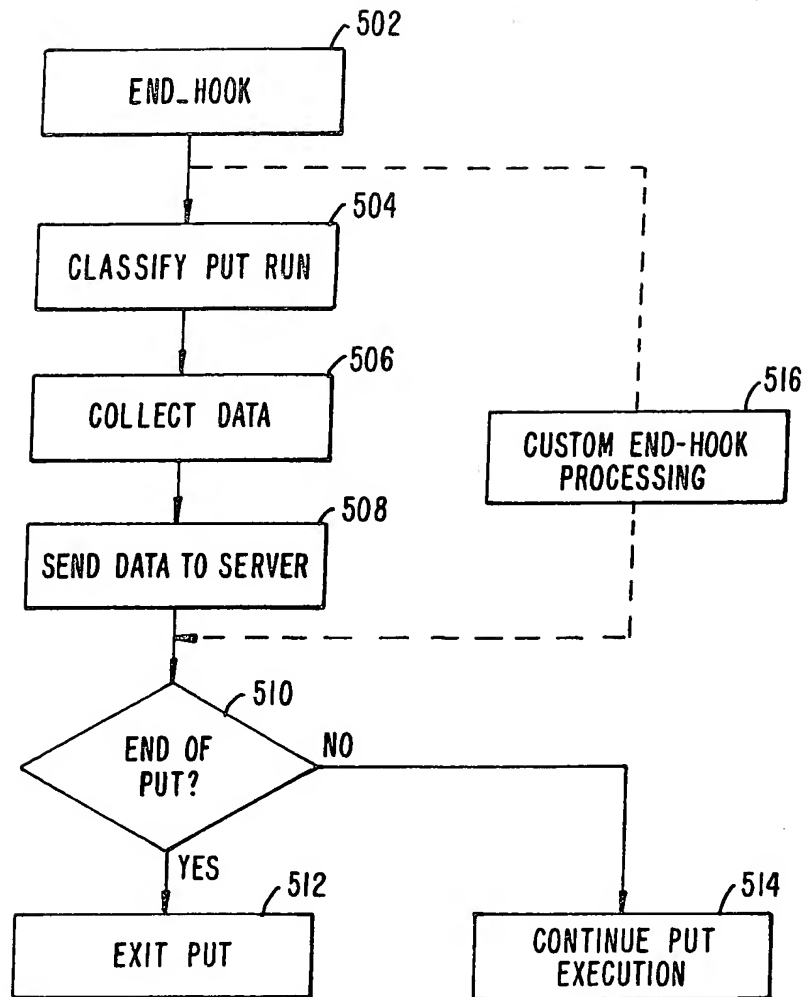 502
END_HOOK
504
CLASSIFY PUT RUN
506
COLLECT DATA
516
CUSTOM END-HOOK
PROCESSING
508
SEND DATA TO SERVER
510
END OF
PUT?
NO
YES
512
EXIT PUT
514
CONTINUE PUT
EXECUTION